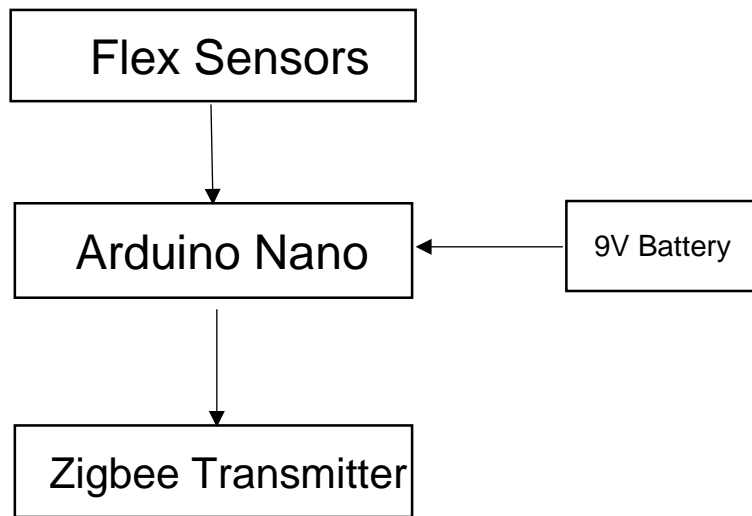 Flex Sensors
Arduino Nano
9V Battery
Zigbee Transmitter